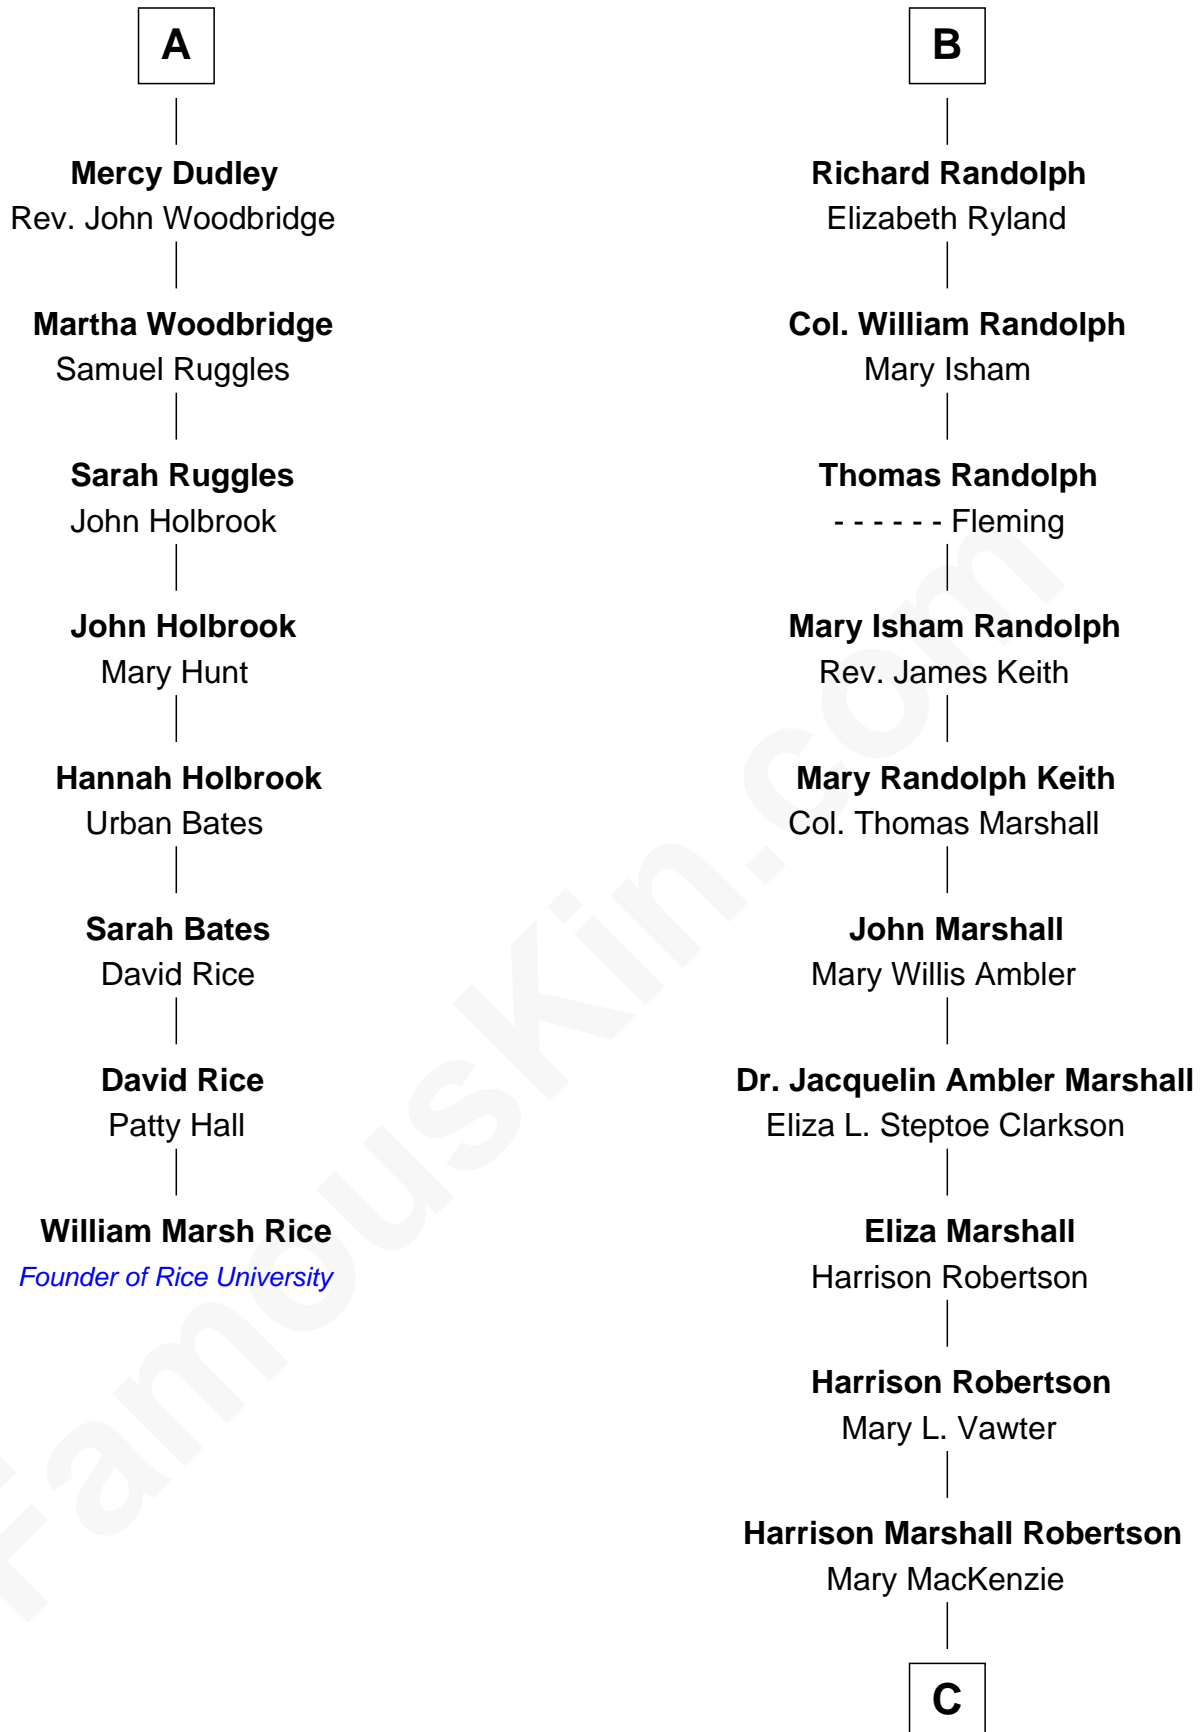 A
Mercy Dudley
Rev. John Woodbridge
Martha Woodbridge
Samuel Ruggles
Sarah Ruggles
John Holbrook
John Holbrook
Mary Hunt
Hannah Holbrook
Urban Bates
Sarah Bates
David Rice
David Rice
Patty Hall
William Marsh Rice
Founder of Rice University
B
Richard Randolph
Elizabeth Ryland
Col. William Randolph
Mary Isham
Thomas Randolph
- - - - - - Fleming
Mary Isham Randolph
Rev. James Keith
Mary Randolph Keith
Col. Thomas Marshall
John Marshall
Mary Willis Ambler
Dr. Jacquelin Ambler Marshall
Eliza L. Steptoe Clarkson
Eliza Marshall
Harrison Robertson
Harrison Robertson
Mary L. Vawter
Harrison Marshall Robertson
Mary MacKenzie
C
FamousKin.com